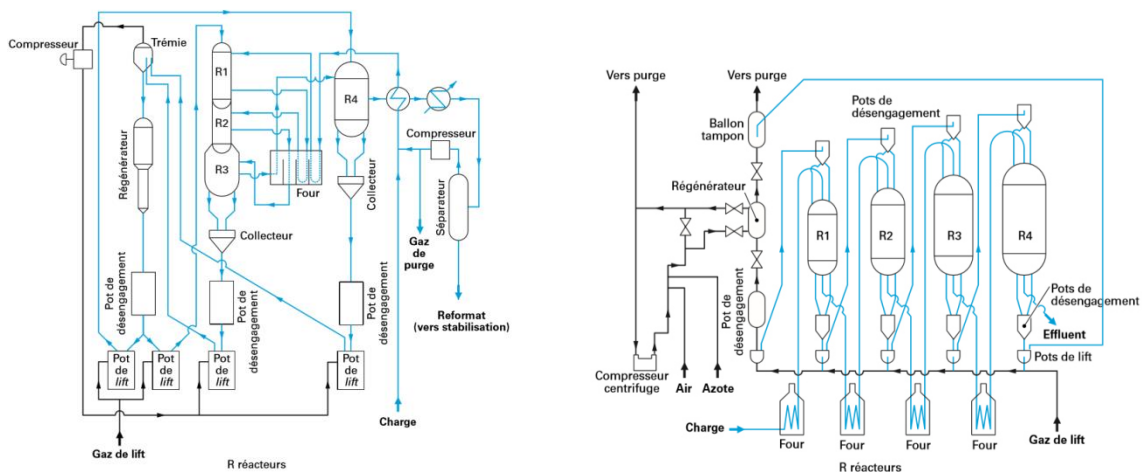 Compresseur
Trémie
R1
R2
R3
R4
Régénérateur
Four
Collecteur
Collecteur
Compresseur
Séparateur
Gaz
de
purge
Pot de
désengagement
Pot de
désengagement
Pot de
désengagement
Reformat
(vers stabilisation)
Pot
de
lift
Pot
de
lift
Pot
de
lift
Pot
de
lift
Charge
Gaz de lift
R réacteurs
Vers purge
Vers purge
Ballon
tampon
Pots de
désengagement
Régénérateur
R1
R2
R3
R4
Pot de
désengagement
Pots de
désengagement
Effluent
Pots de lift
Compresseur
centrifuge
Air
Azote
Charge
Four
Four
Four
Four
Gaz de lift
R réacteurs